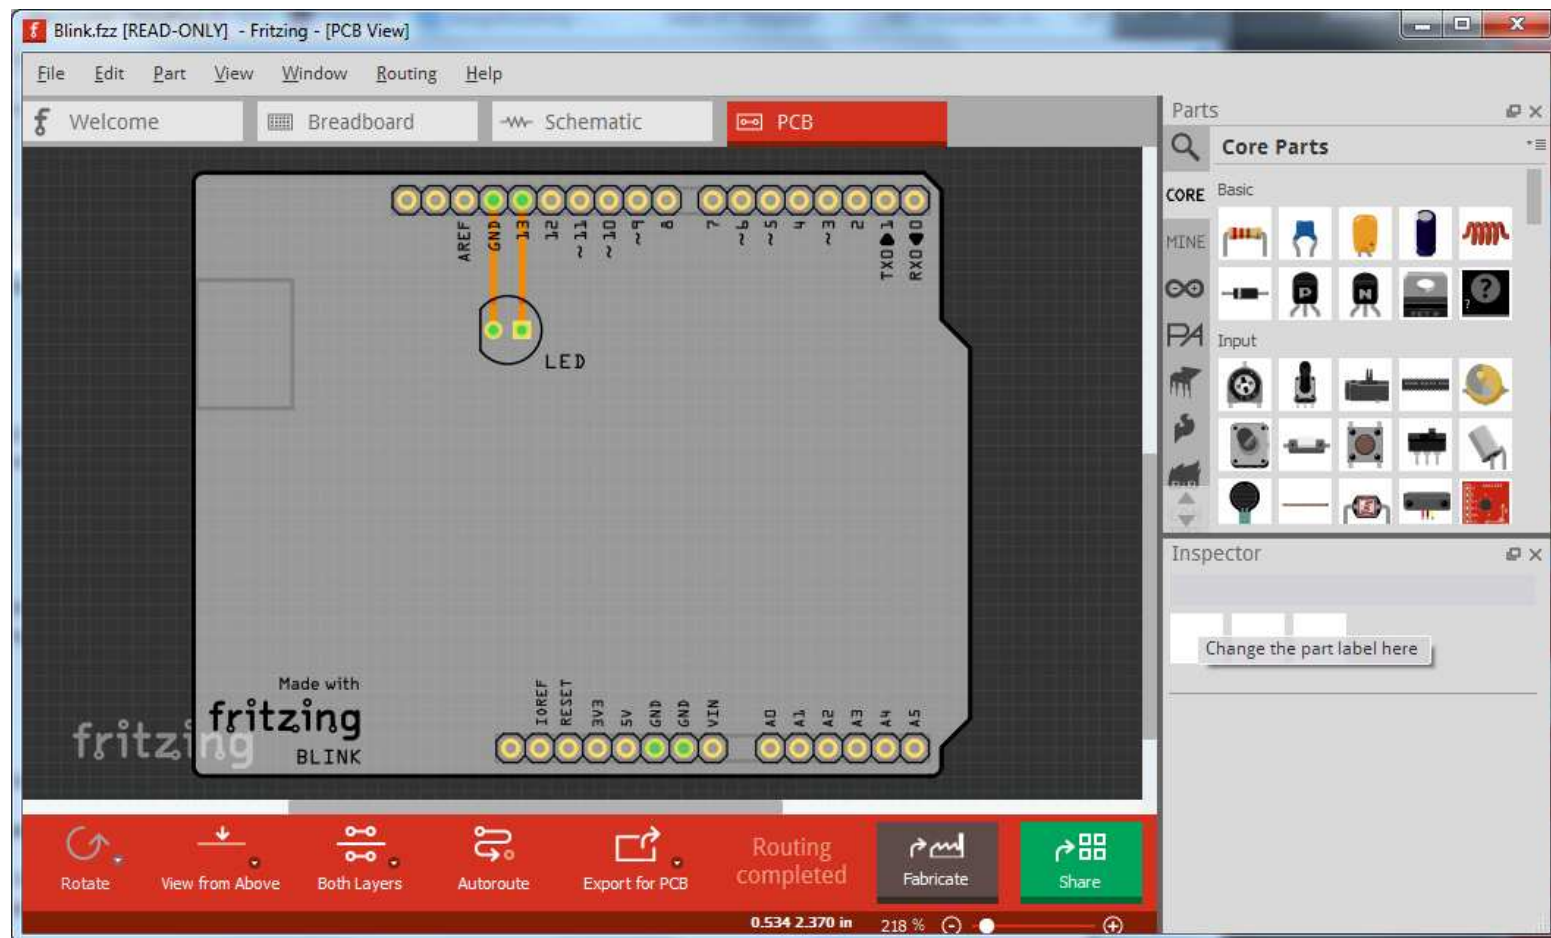 Blink.fzz [READ-ONLY] - Fritzing - [PCB View]
File Edit Part View Window Routing Help
Welcome
Breadboard
Schematic
PCB
Parts
Core Parts
CORE
Basic
MINE
Input
AREF
GND
13
12
~11
~10
~9
8
7
~6
~5
4
~3
2
TX0 1
RX0 0
LED
Inspector
Change the part label here
Made with
fritzing
BLINK
fritzing
IOREF
RESET
3V3
5V
GND
GND
VIN
A0
A1
A2
A3
A4
A5
Rotate
View from Above
Both Layers
Autoroute
Export for PCB
Routing
completed
Fabricate
Share
0.534 2.370 in
218 %